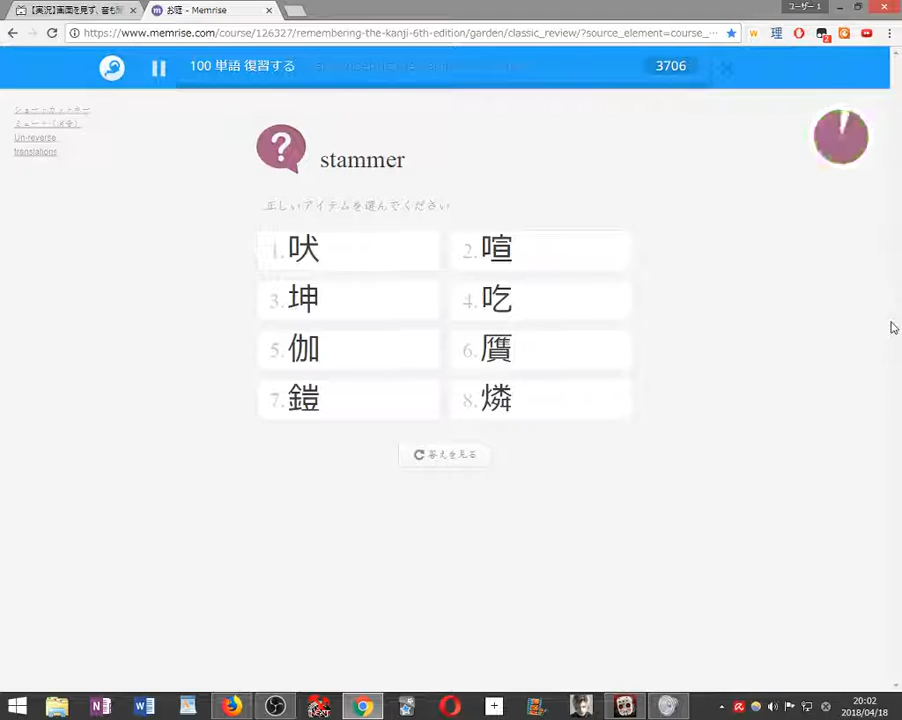 【実況】画面を見ず、音も
お庭 - Memrise
ユーザー 1
https://www.memrise.com/course/126327/remembering-the-kanji-6th-edition/garden/classic_review/?source_element=course_...
100 単語 復習する
3706
ショートカットキー
ミュート（消音）
Un-reverse
translations
?
stammer
正しいアイテムを選んでください
1. 吠
2. 喧
3. 坤
4. 吃
5. 伽
6. 贋
7. 鎧
8. 燐
答えを見る
20:02
2018/04/18